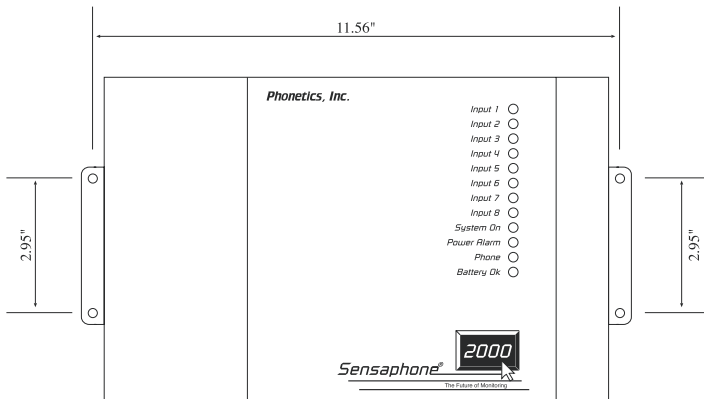 11.56"
Phonetics, Inc.
Input 1
Input 2
Input 3
Input 4
Input 5
Input 6
Input 7
Input 8
System On
Power Alarm
Phone
Battery Ok
2.95"
2.95"
2000
Sensaphone®
The Future of Monitoring